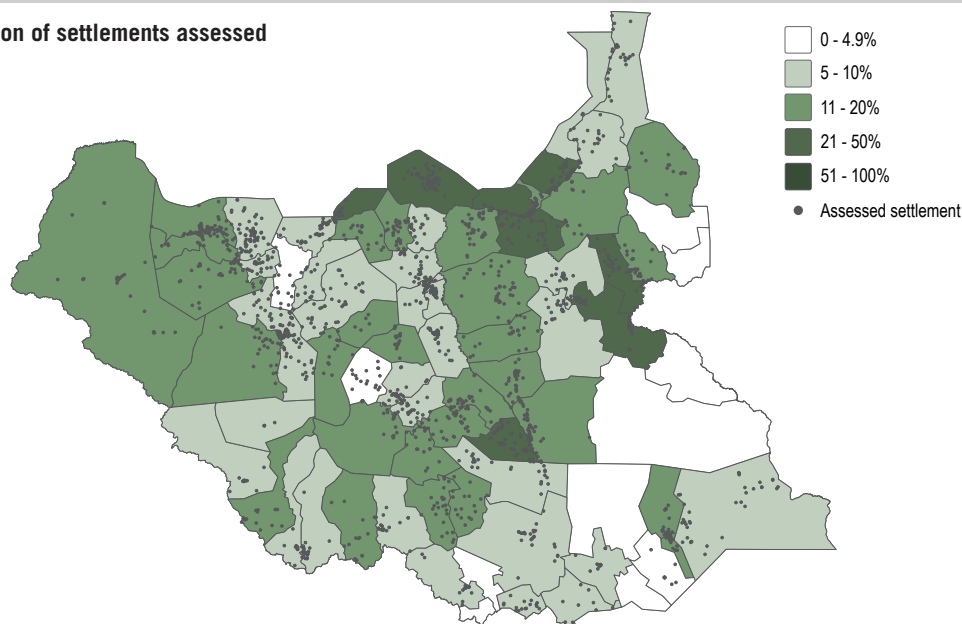 on of settlements assessed
0 - 4.9%
5 - 10%
11 - 20%
21 - 50%
51 - 100%
Assessed settlement